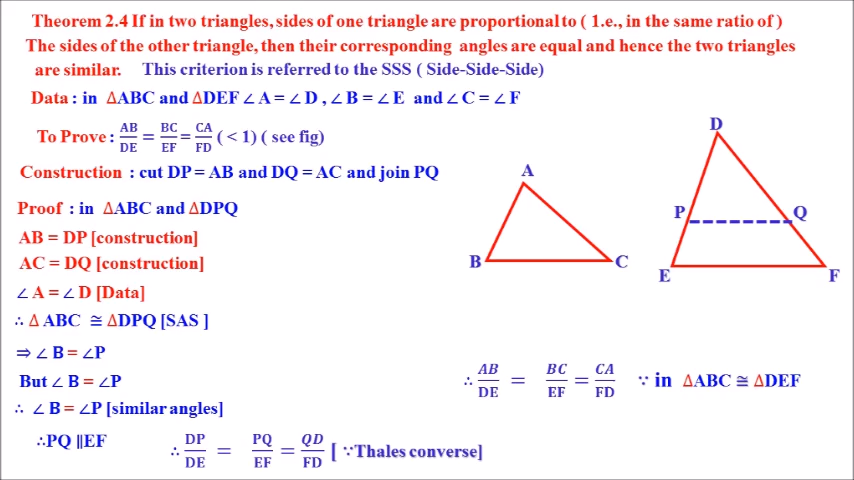 Theorem 2.4 If in two triangles, sides of one triangle are proportional to ( 1.e., in the same ratio of )
The sides of the other triangle, then their corresponding angles are equal and hence the two triangles
are similar. This criterion is referred to the SSS ( Side-Side-Side)
Data : in ΔABC and ΔDEF ∠ A = ∠ D , ∠ B = ∠ E and ∠ C = ∠ F
To Prove : AB/DE = BC/EF = CA/FD ( < 1) ( see fig)
Construction : cut DP = AB and DQ = AC and join PQ
Proof : in ΔABC and ΔDPQ
AB = DP [construction]
AC = DQ [construction]
∠ A = ∠ D [Data]
∴ Δ ABC ≅ ΔDPQ [SAS ]
⇒ ∠ B = ∠P
But ∠ B = ∠P
∴ ∠ B = ∠P [similar angles]
∴PQ ∥EF
∴ DP/DE = PQ/EF = QD/FD [ ∵Thales converse]
A
B
C
D
P
Q
E
F
∴ AB/DE = BC/EF = CA/FD ∵ in ΔABC ≅ ΔDEF